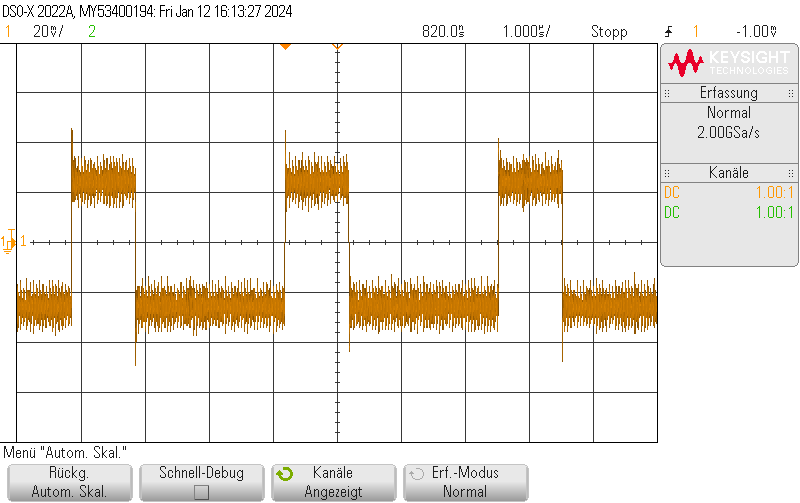 DSO-X 2022A, MY53400194: Fri Jan 12 16:13:27 2024
1 20V/ 2 820.0s 1.000s/ Stopp 1 -1.00V
KEYSIGHT
TECHNOLOGIES
Erfassung
Normal
2.00GSa/s
Kanäle
DC 1.00:1
DC 1.00:1
1 1
Menü "Autom. Skal."
Rückg.
Autom. Skal.
Schnell-Debug
Kanäle
Angezeigt
Erf.-Modus
Normal